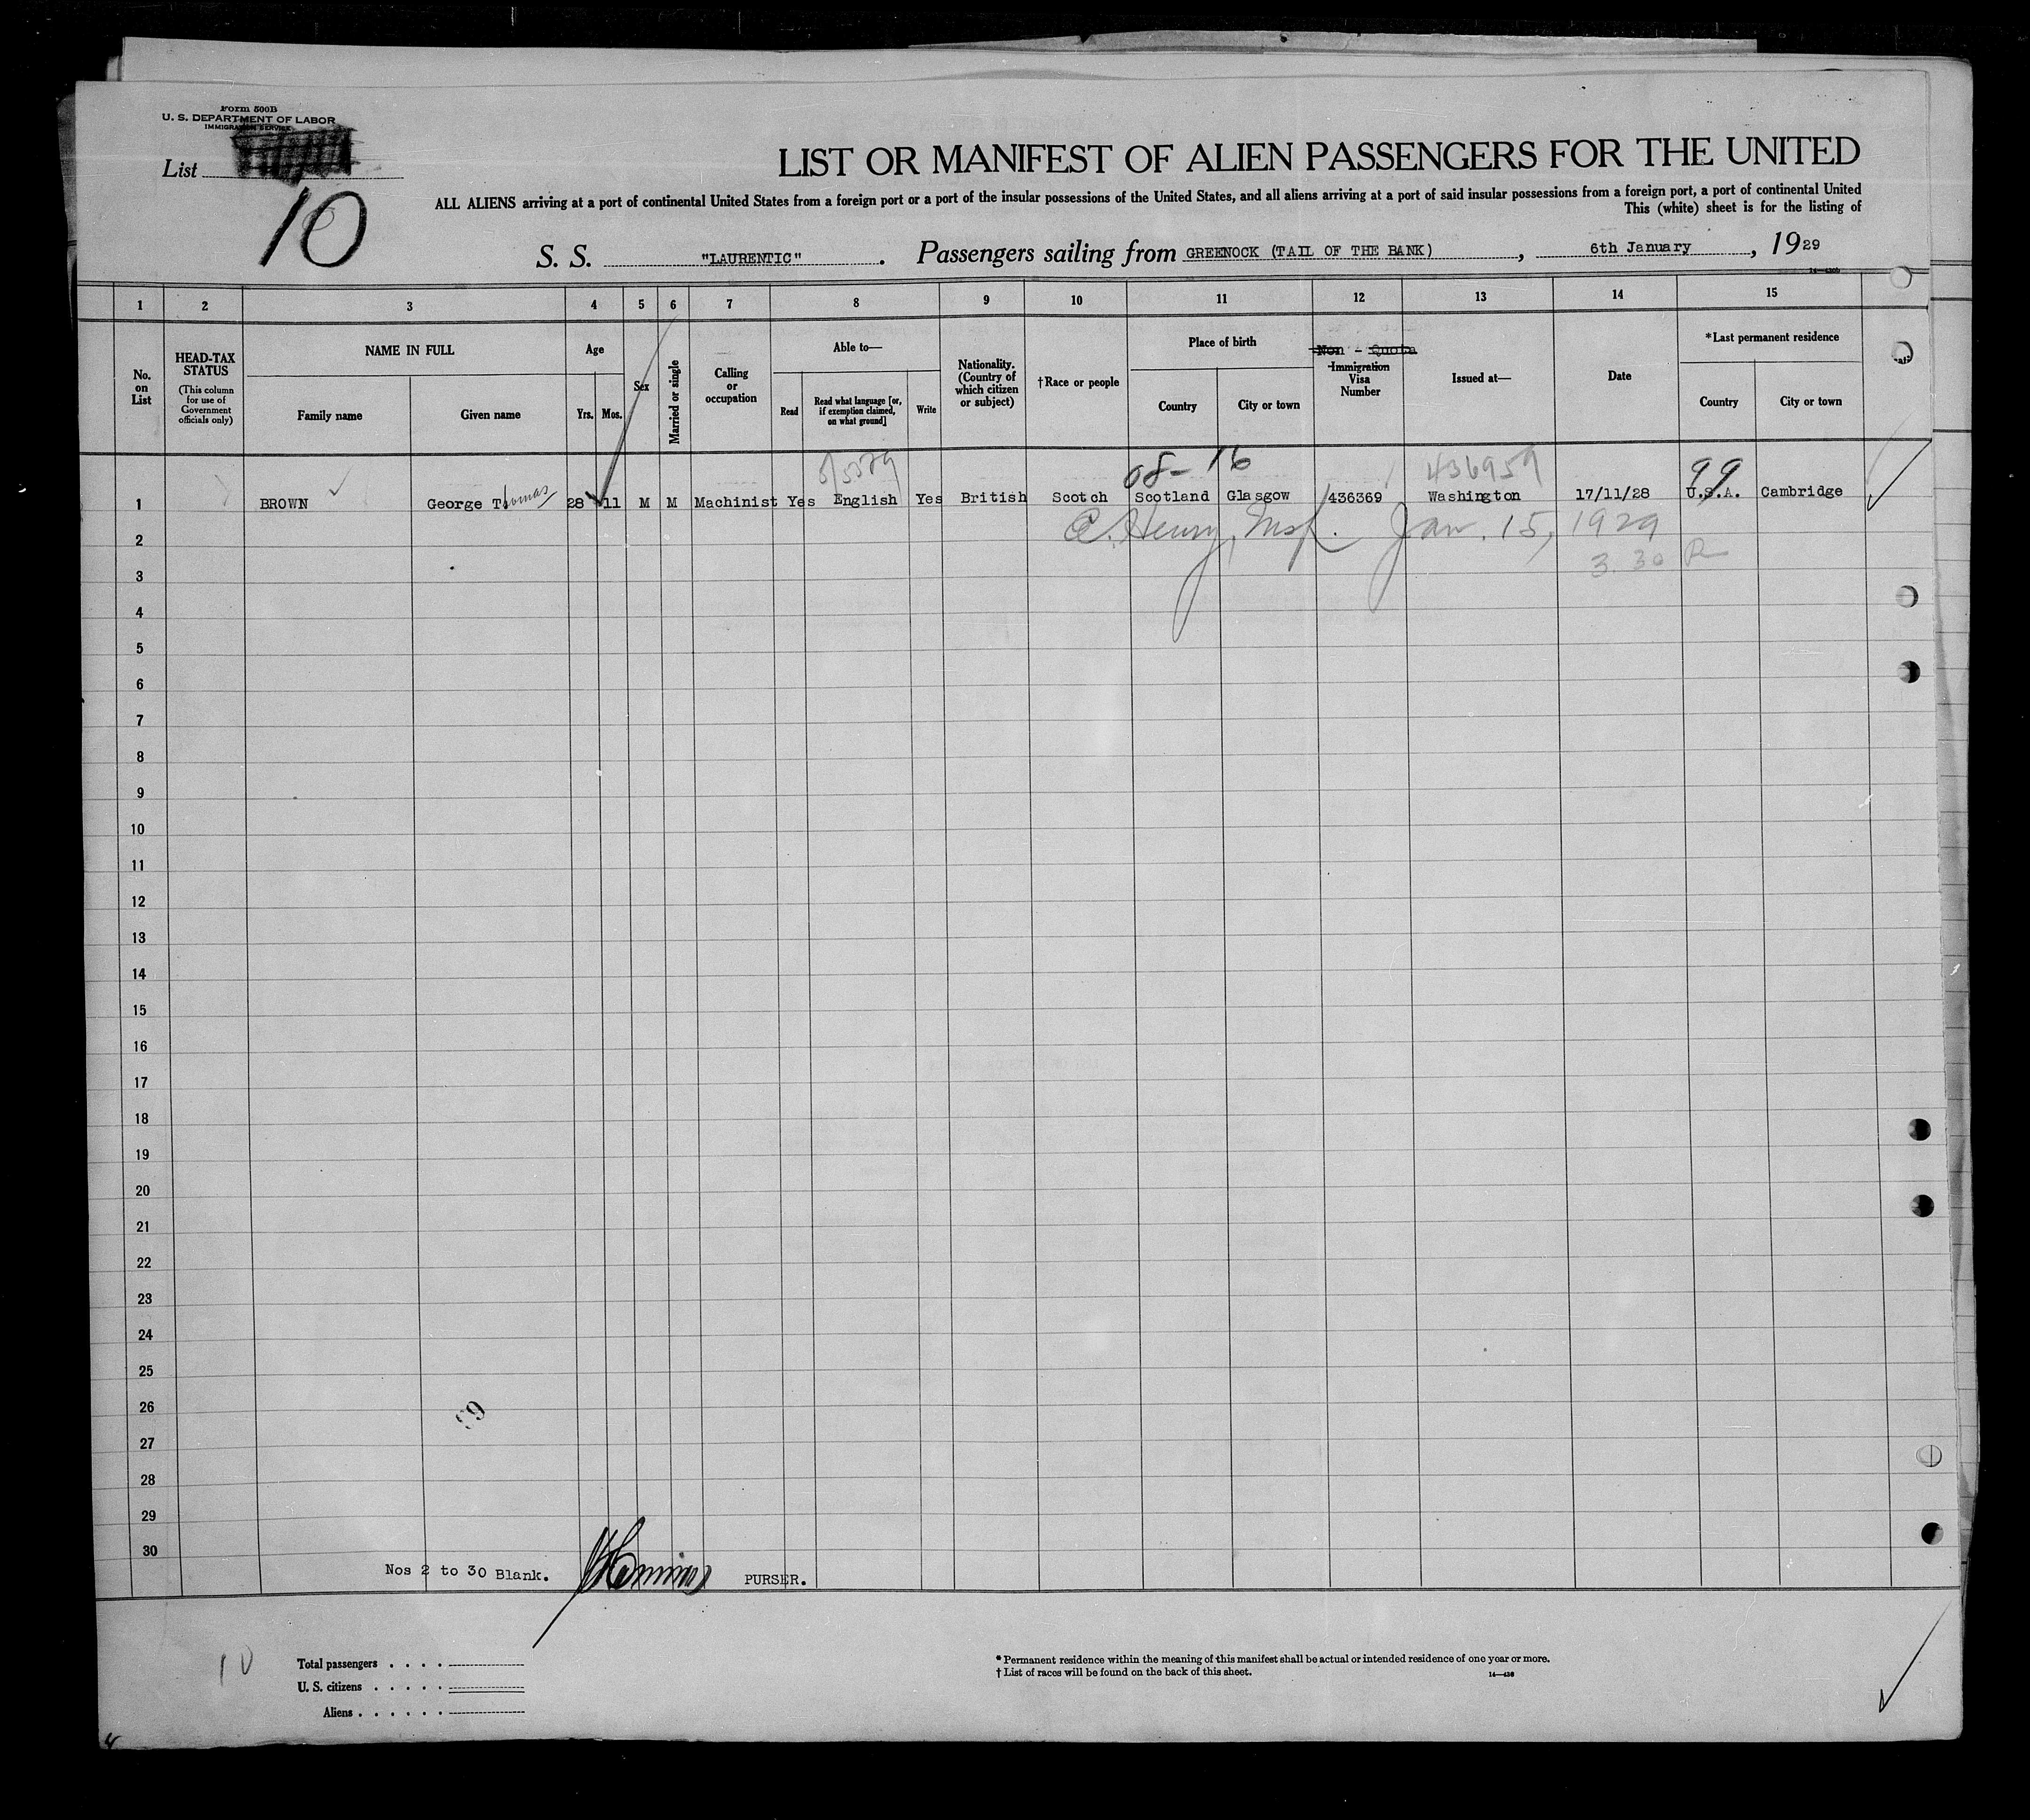 Form 500B
U. S. DEPARTMENT OF LABOR
IMMIGRATION SERVICE
List
10
LIST OR MANIFEST OF ALIEN PASSENGERS FOR THE UNITED
ALL ALIENS arriving at a port of continental United States from a foreign port or a port of the insular possessions of the United States, and all aliens arriving at a port of said insular possessions from a foreign port, a port of continental United
This (white) sheet is for the listing of
S. S. "LAURENTIC". Passengers sailing from GREENOCK (TAIL OF THE BANK), 6th January, 1929
1 2 3 4 5 6 7 8 9 10 11 12 13 14 15
No. on List
HEAD-TAX STATUS
(This column for use of Government officials only)
NAME IN FULL
Family name
Given name
Age
Yrs.
Mos.
Sex
Married or single
Calling or occupation
Able to—
Read
Read what language [or, if exemption claimed, on what ground]
Write
Nationality. (Country of which citizen or subject)
†Race or people
Place of birth
Country
City or town
Non - Quota
Immigration Visa Number
Issued at—
Date
*Last permanent residence
Country
City or town
08-16
436959
99
1 BROWN George Thomas 28 11 M M Machinist Yes English Yes British Scotch Scotland Glasgow 436369 Washington 17/11/28 U.S.A. Cambridge
C. Henry, Insp. Jan. 15, 1929
2
3.30 P
3
4
5
6
7
8
9
10
11
12
13
14
15
16
17
18
19
20
21
22
23
24
25
26
27
28
29
30
Nos 2 to 30 Blank. PURSER.
10
Total passengers
U. S. citizens
Aliens
* Permanent residence within the meaning of this manifest shall be actual or intended residence of one year or more.
† List of races will be found on the back of this sheet.